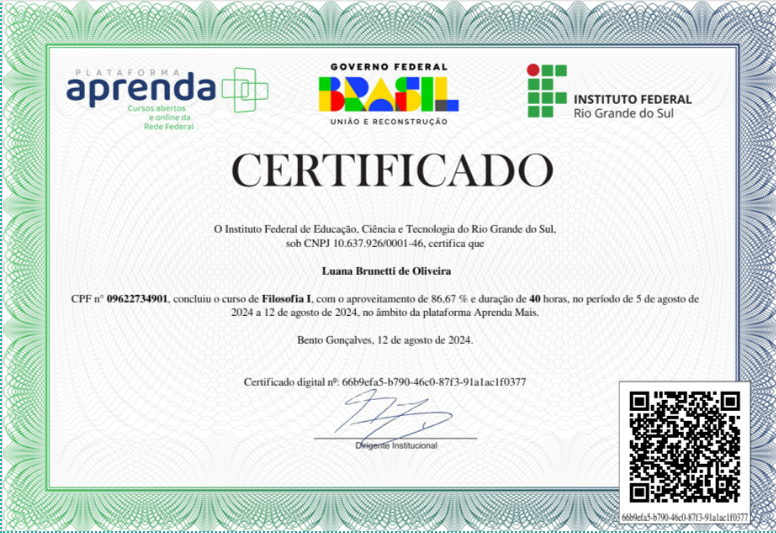 PLATAFORMA
aprenda
Cursos abertos
e online da
Rede Federal
GOVERNO FEDERAL
BRASIL
UNIÃO E RECONSTRUÇÃO
INSTITUTO FEDERAL
Rio Grande do Sul
CERTIFICADO
O Instituto Federal de Educação, Ciência e Tecnologia do Rio Grande do Sul,
sob CNPJ 10.637.926/0001-46, certifica que
Luana Brunetti de Oliveira
CPF n° 09622734901, concluiu o curso de Filosofia I, com o aproveitamento de 86,67 % e duração de 40 horas, no período de 5 de agosto de
2024 a 12 de agosto de 2024, no âmbito da plataforma Aprenda Mais.
Bento Gonçalves, 12 de agosto de 2024.
Certificado digital nº: 66b9efa5-b790-46c0-87f3-91a1ac1f0377
Dirigente Institucional
66b9efa5-b790-46c0-87f3-91a1ac1f0377